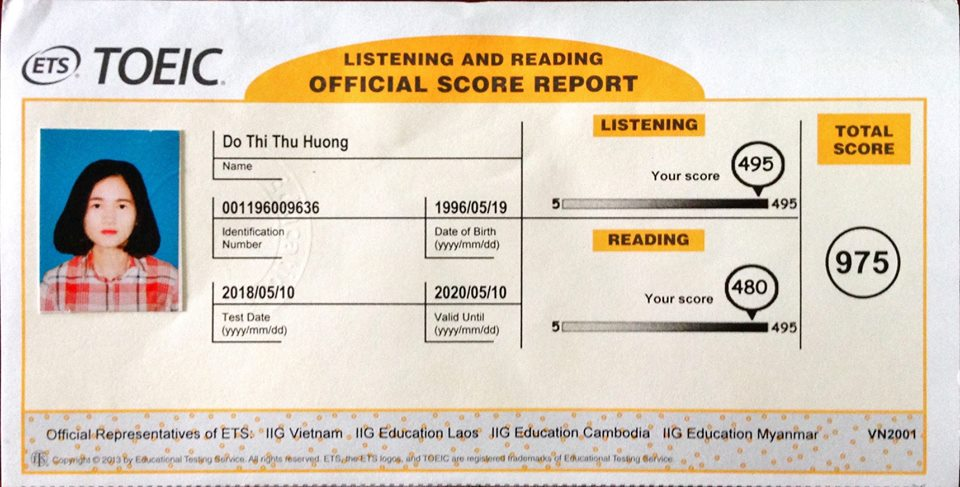 ETS TOEIC
LISTENING AND READING
OFFICIAL SCORE REPORT
Do Thi Thu Huong
Name
001196009636
Identification
Number
1996/05/19
Date of Birth
(yyyy/mm/dd)
2018/05/10
Test Date
(yyyy/mm/dd)
2020/05/10
Valid Until
(yyyy/mm/dd)
LISTENING
Your score
495
5
495
READING
Your score
480
5
495
TOTAL
SCORE
975
Official Representatives of ETS: IIG Vietnam IIG Education Laos IIG Education Cambodia IIG Education Myanmar VN2001
Copyright © 2013 by Educational Testing Service. All rights reserved. ETS, the ETS logos, and TOEIC are registered trademarks of Educational Testing Service.